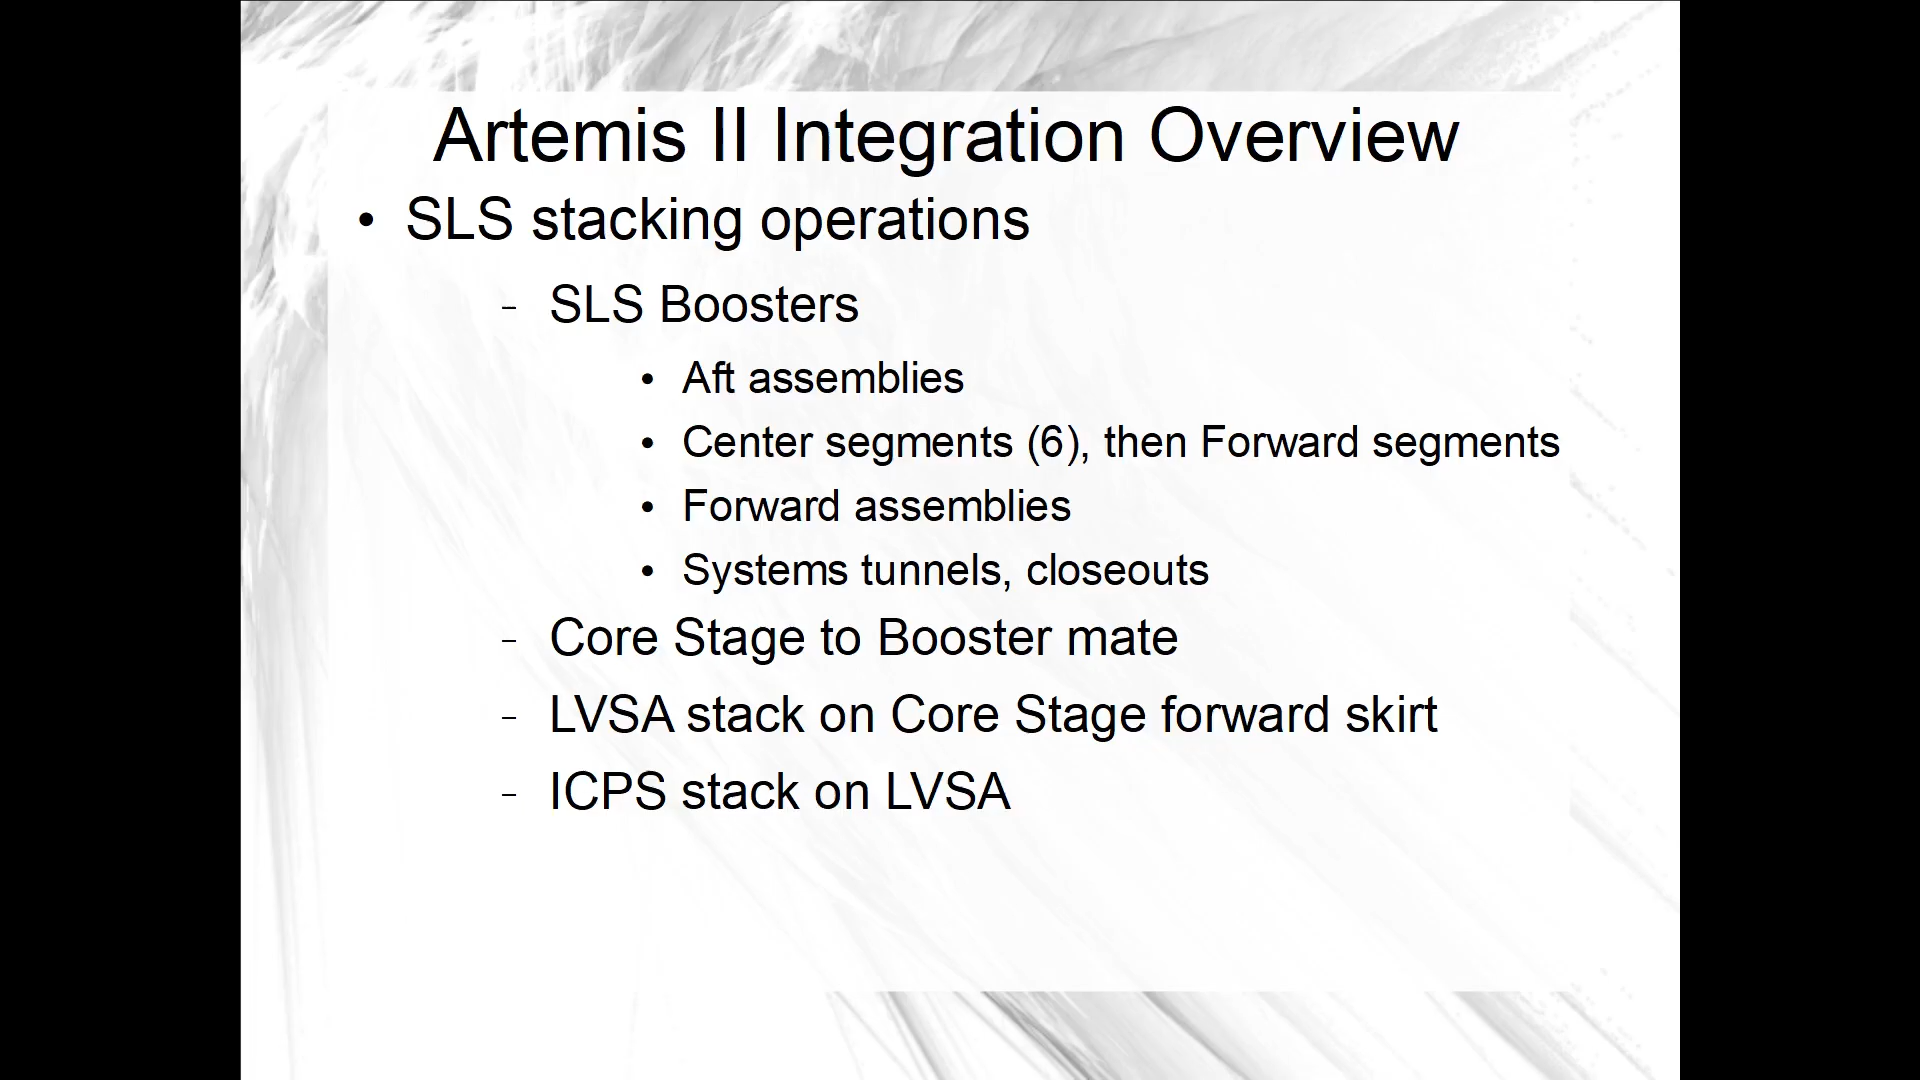 Artemis II Integration Overview
• SLS stacking operations
– SLS Boosters
• Aft assemblies
• Center segments (6), then Forward segments
• Forward assemblies
• Systems tunnels, closeouts
– Core Stage to Booster mate
– LVSA stack on Core Stage forward skirt
– ICPS stack on LVSA